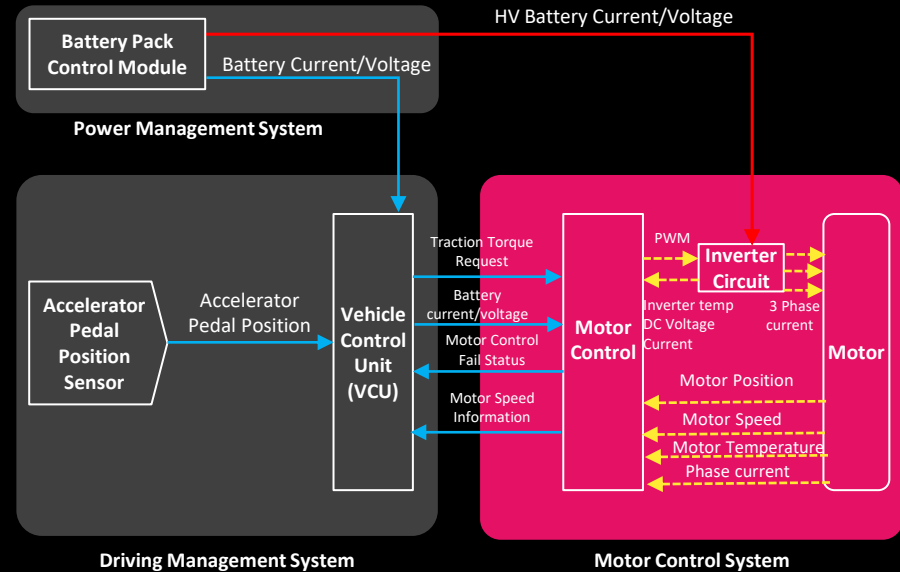 HV Battery Current/Voltage
Battery Pack
Control Module
Battery Current/Voltage
Power Management System
Traction Torque
Request
PWM
Inverter
Circuit
Accelerator
Pedal
Position
Sensor
Accelerator
Pedal Position
Vehicle
Control
Unit
(VCU)
Battery
current/voltage
Motor Control
Fail Status
Motor Speed
Information
Motor
Control
Inverter temp
DC Voltage
Current
3 Phase
current
Motor
Motor Position
Motor Speed
Motor Temperature
Phase current
Driving Management System
Motor Control System